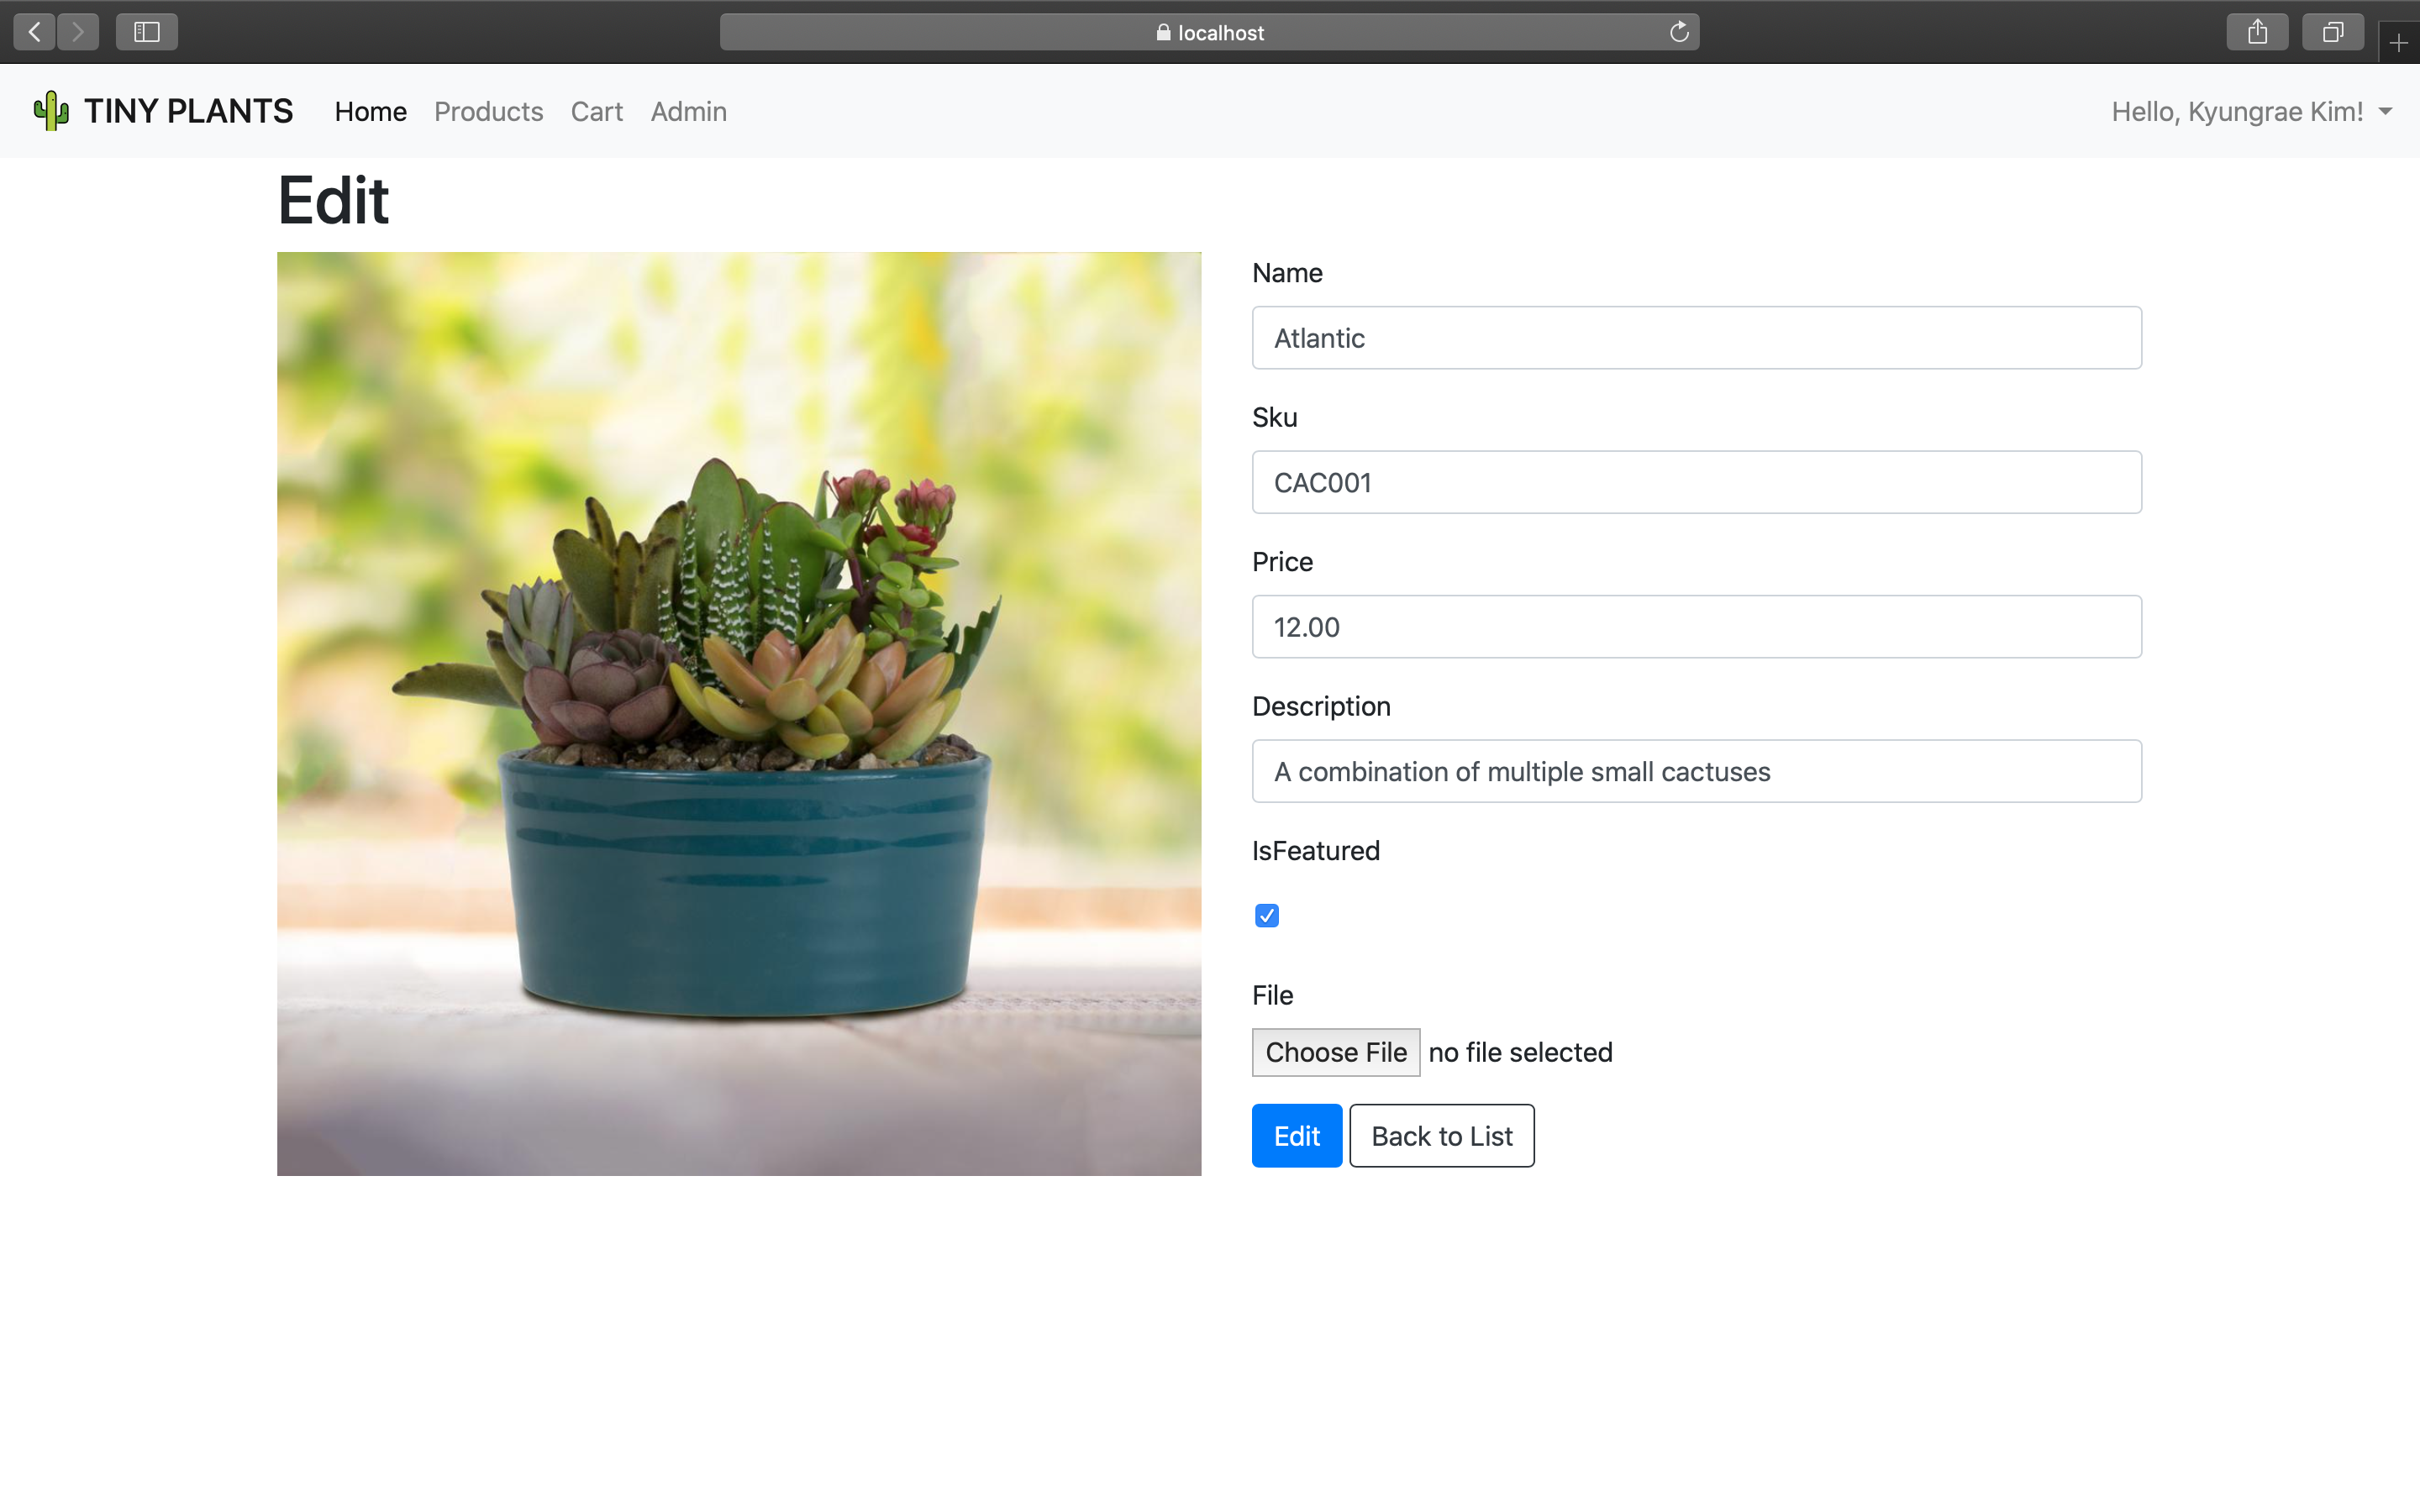 localhost
TINY PLANTS Home Products Cart Admin Hello, Kyungrae Kim!
Edit
Name
Atlantic
Sku
CAC001
Price
12.00
Description
A combination of multiple small cactuses
IsFeatured
File
Choose File no file selected
Edit Back to List